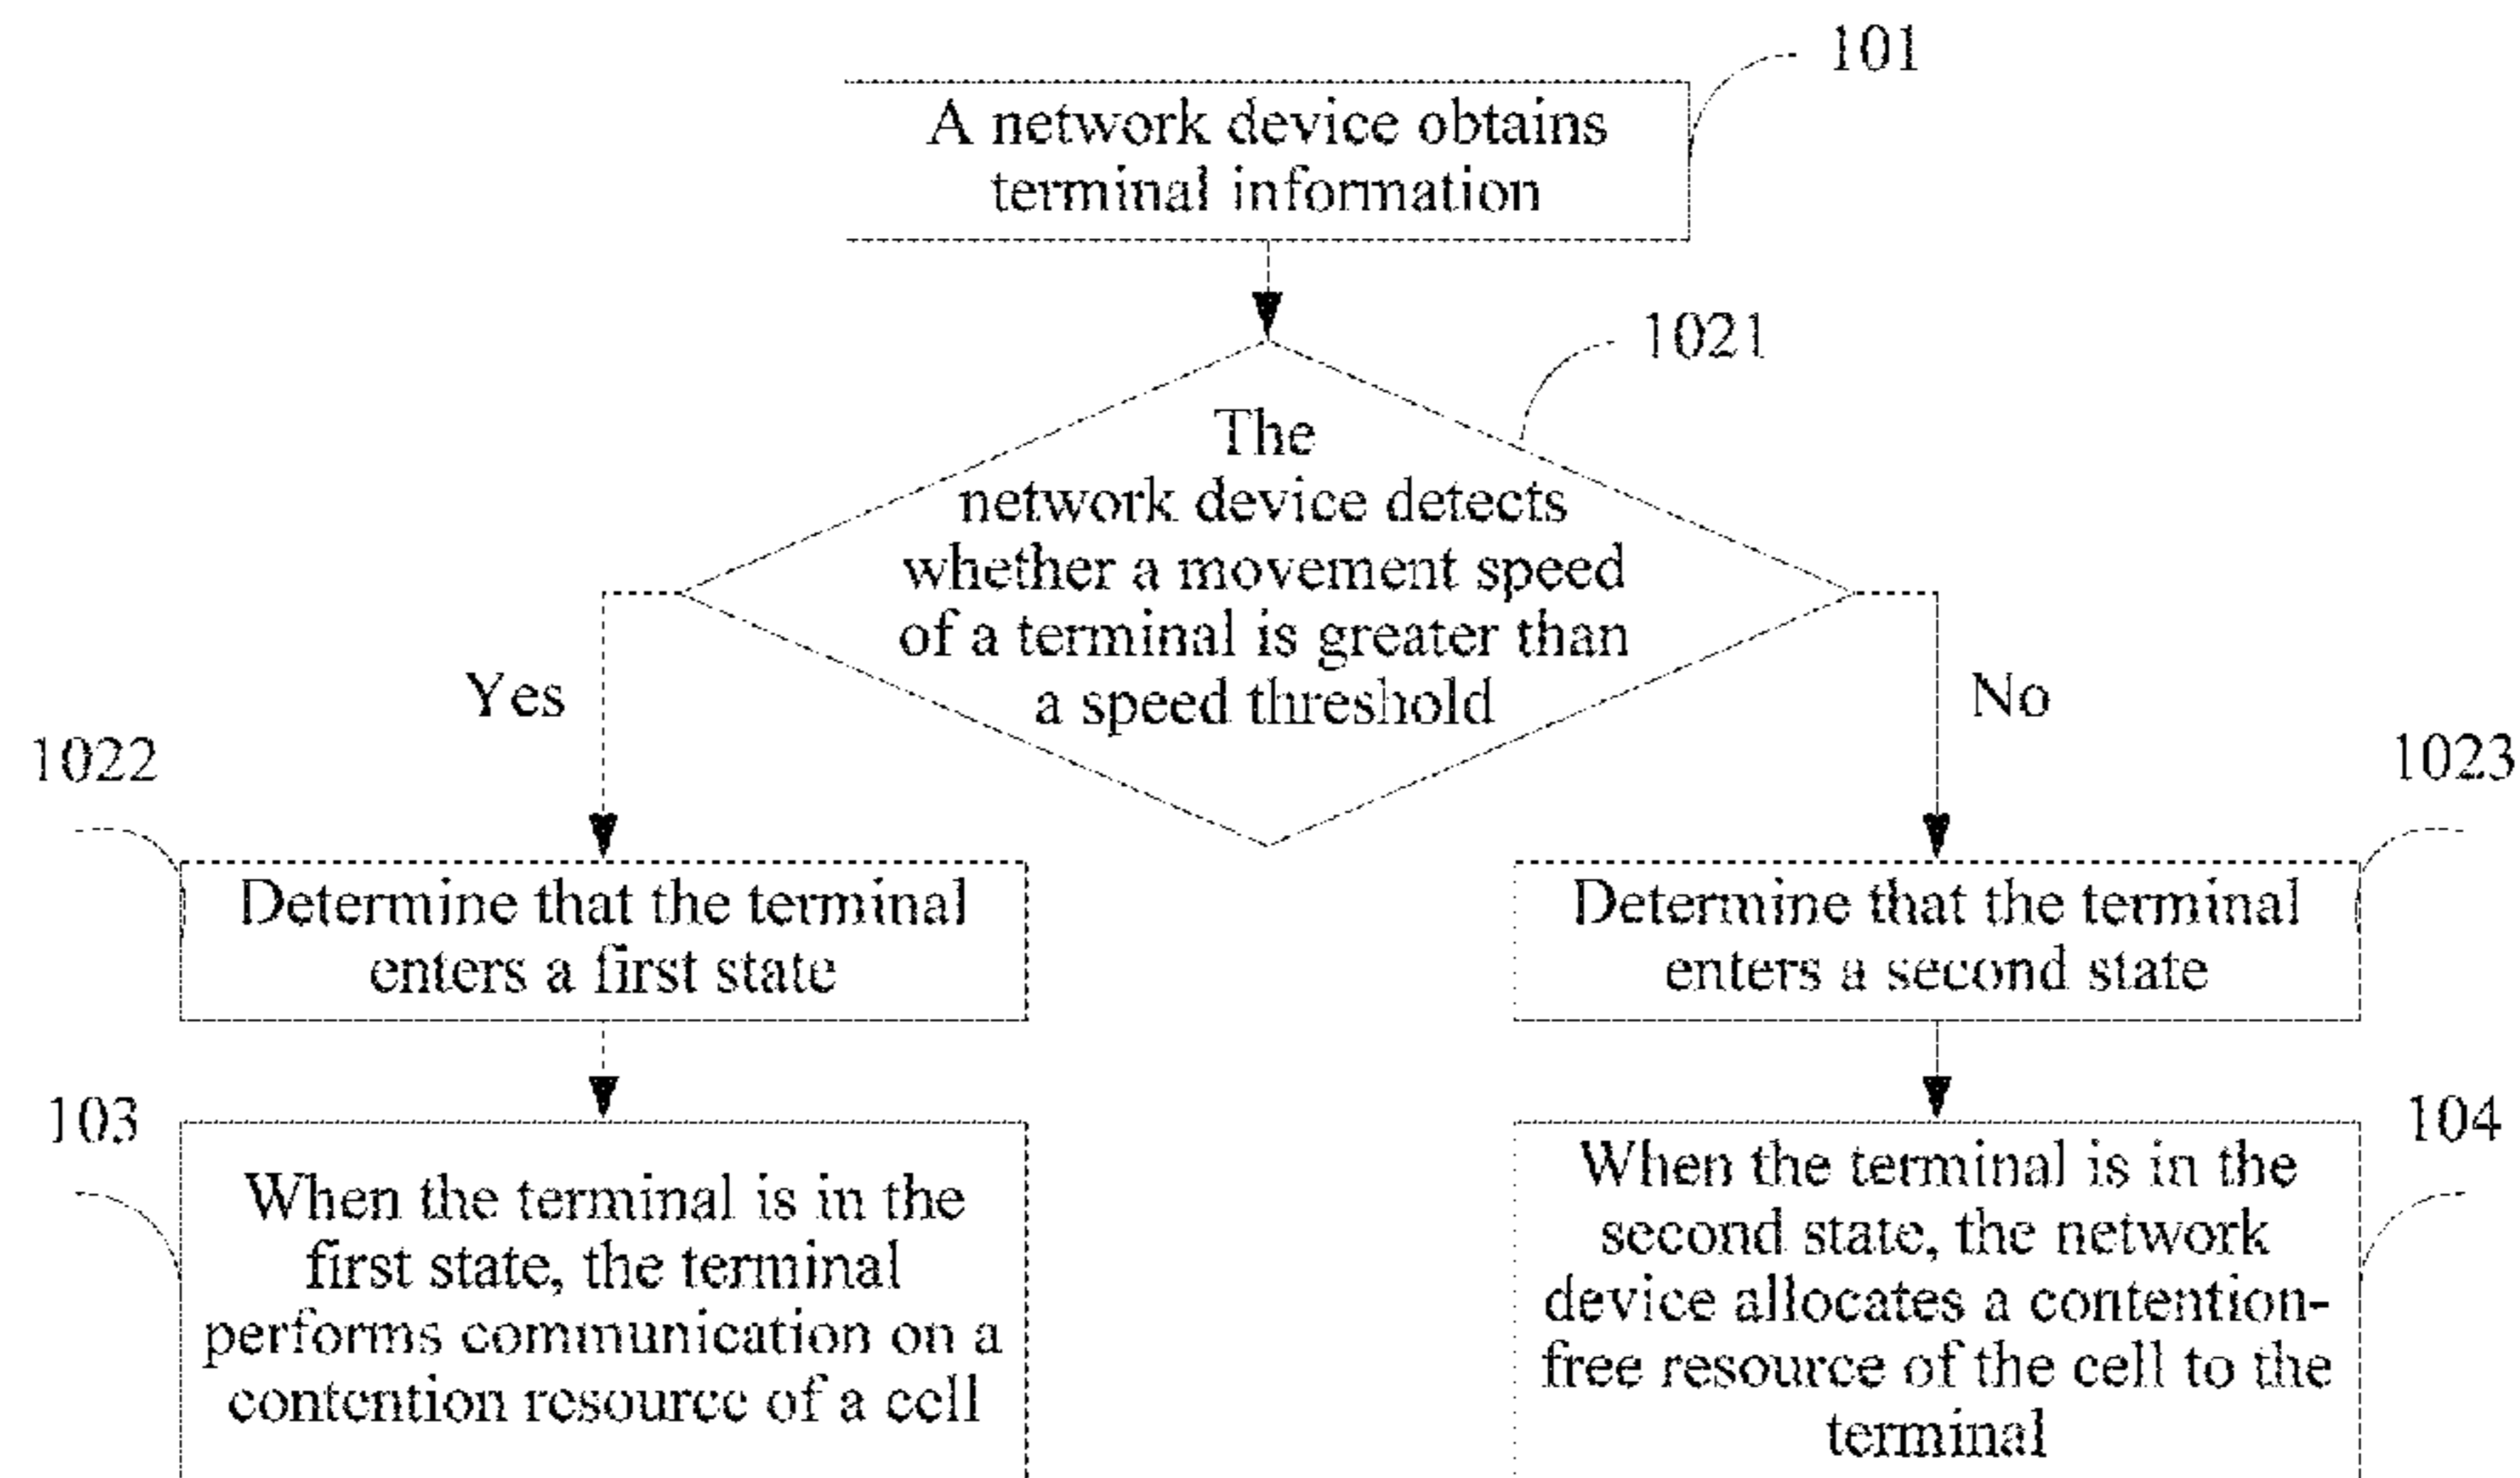 101
A network device obtains
terminal information
1021
The
network device detects
whether a movement speed
of a terminal is greater than
a speed threshold
Yes
No
1022
Determine that the terminal
enters a first state
1023
Determine that the terminal
enters a second state
103
When the terminal is in the
first state, the terminal
performs communication on a
contention resource of a cell
104
When the terminal is in the
second state, the network
device allocates a contention-
free resource of the cell to the
terminal